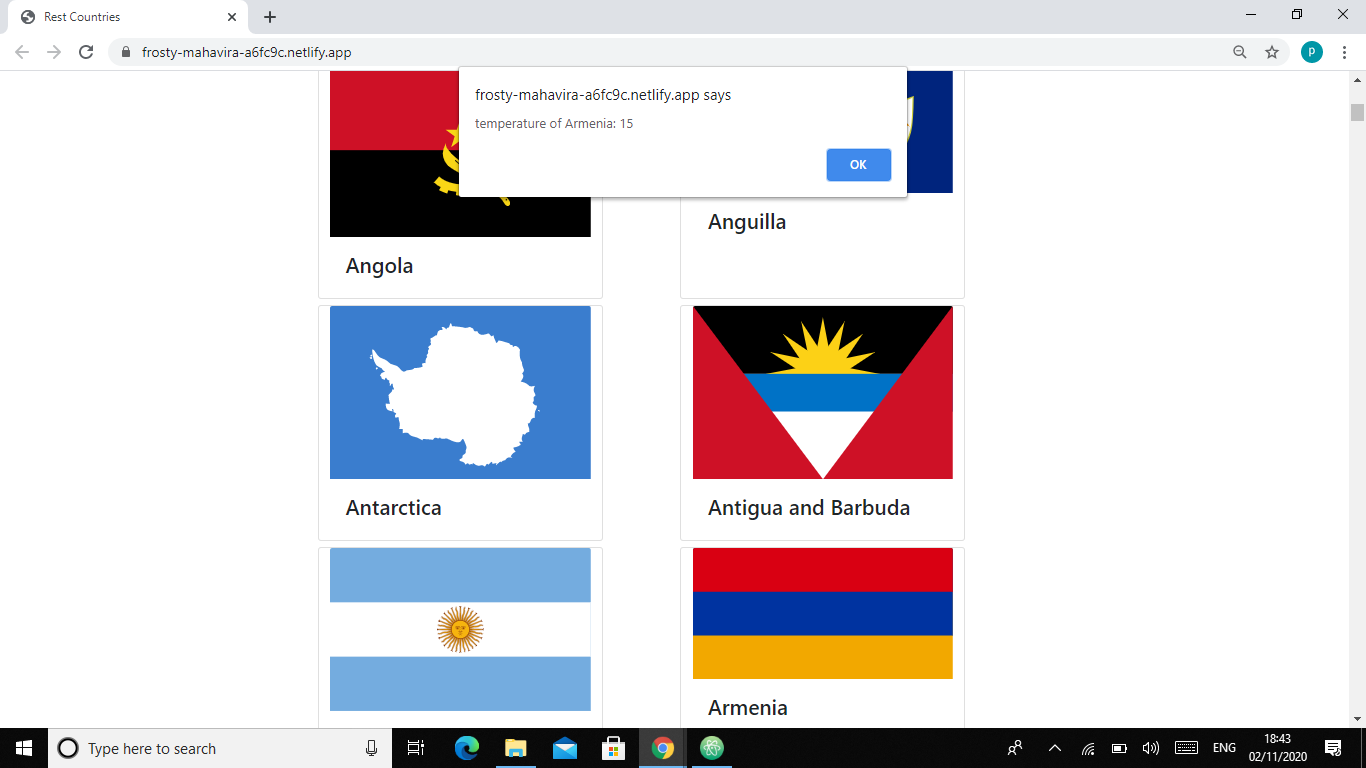 Rest Countries
frosty-mahavira-a6fc9c.netlify.app
P
frosty-mahavira-a6fc9c.netlify.app says
temperature of Armenia: 15
OK
Anguilla
Angola
Antarctica
Antigua and Barbuda
Armenia
Type here to search
ENG
18:43
02/11/2020